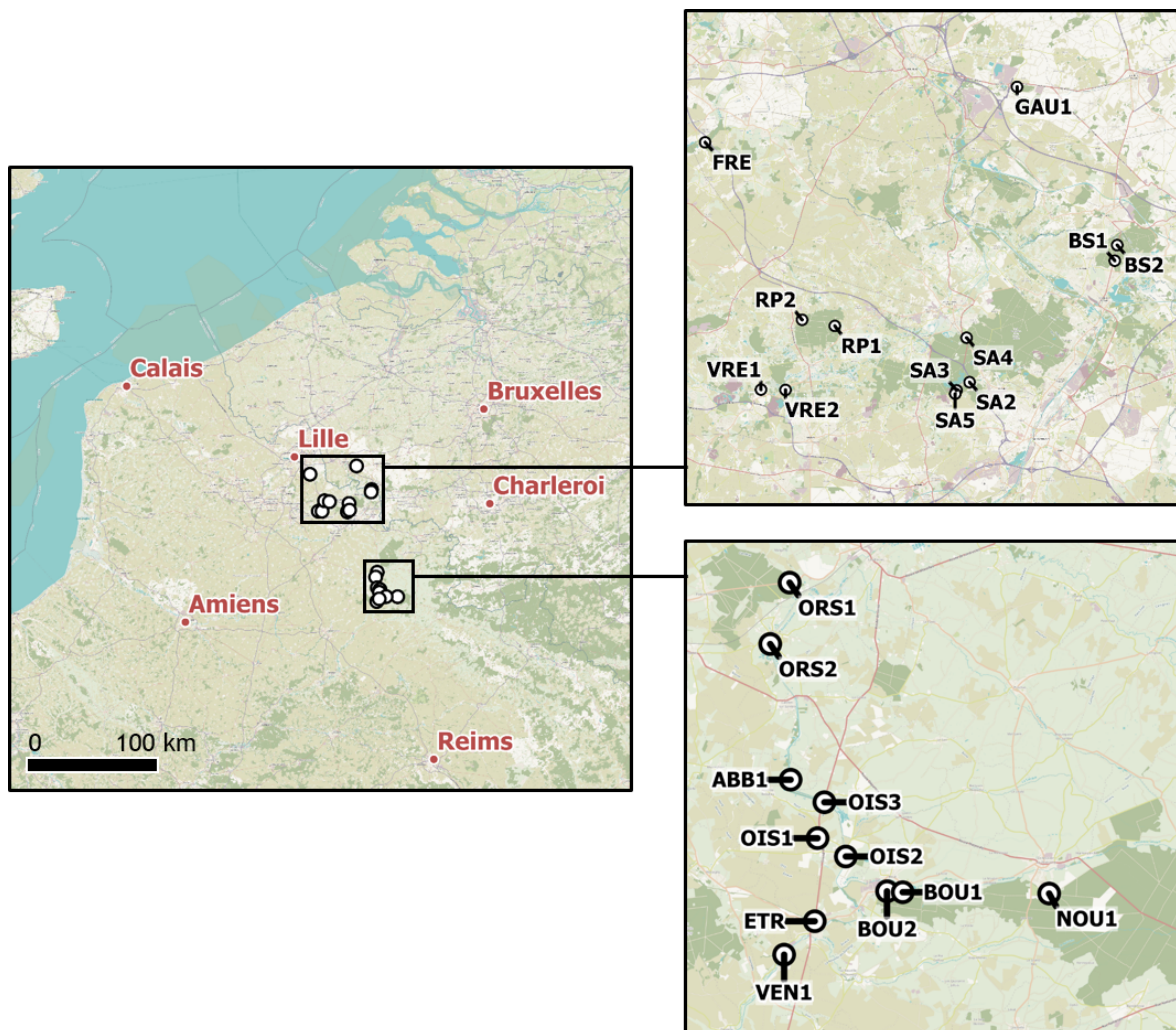 Calais
Bruxelles
Lille
Charleroi
Amiens
Reims
0 100 km
GAU1
FRE
BS1
BS2
RP2
RP1
SA4
VRE1
SA3
VRE2
SA2
SA5
ORS1
ORS2
ABB1
OIS3
OIS1
OIS2
BOU1
NOU1
ETR
BOU2
VEN1